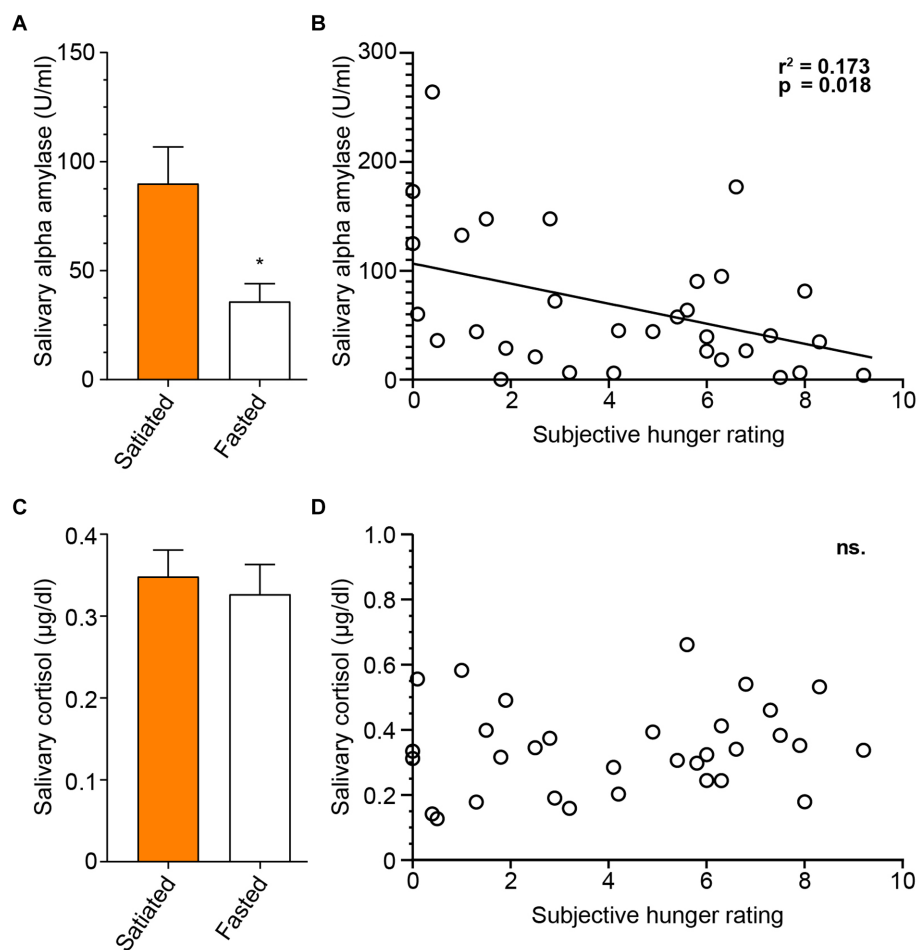 A
Salivary alpha amylase (U/ml)
150
100
50
0
*
Satiated
Fasted
B
Salivary alpha amylase (U/ml)
300
200
100
0
r² = 0.173
p = 0.018
0 2 4 6 8 10
Subjective hunger rating
C
Salivary cortisol (µg/dl)
0.4
0.3
0.2
0.1
0
Satiated
Fasted
D
Salivary cortisol (µg/dl)
1.0
0.8
0.6
0.4
0.2
0
ns.
0 2 4 6 8 10
Subjective hunger rating